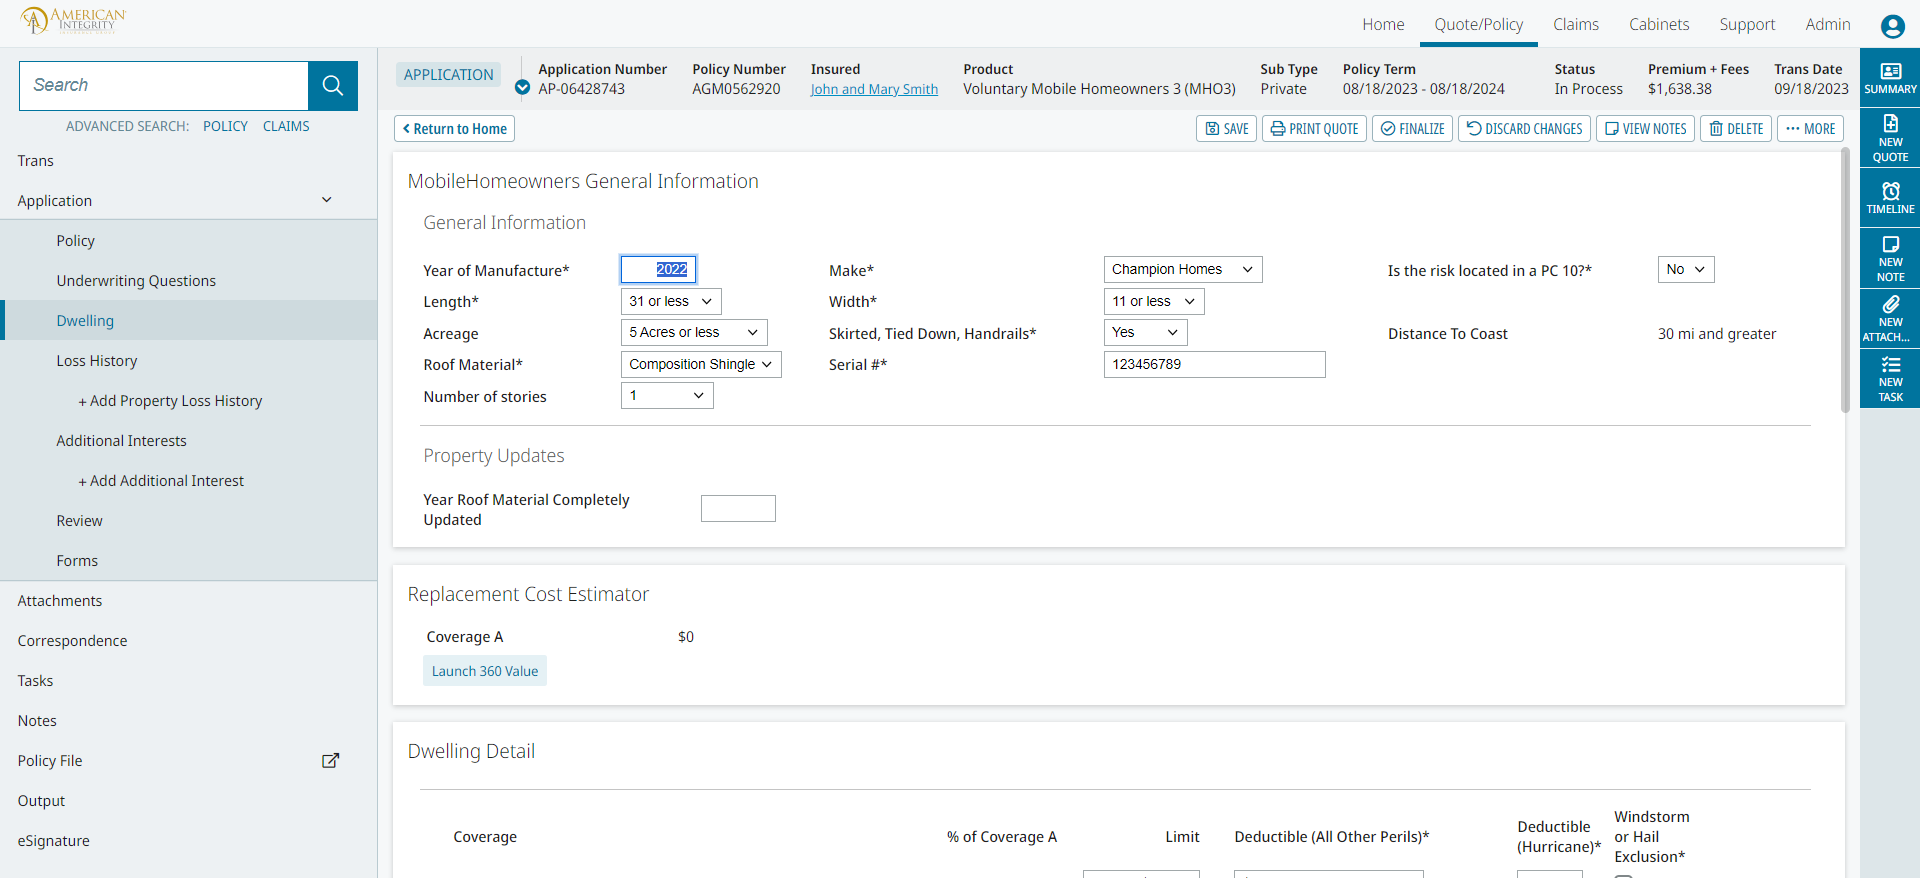 AMERICAN
INTEGRITY
Home Quote/Policy Claims Cabinets Support Admin
Search
ADVANCED SEARCH: POLICY CLAIMS
Trans
Application
Policy
Underwriting Questions
Dwelling
Loss History
+ Add Property Loss History
Additional Interests
+ Add Additional Interest
Review
Forms
Attachments
Correspondence
Tasks
Notes
Policy File
Output
eSignature
APPLICATION
Application Number Policy Number Insured Product Sub Type Policy Term Status Premium + Fees Trans Date
AP-06428743 AGM0562920 John and Mary Smith Voluntary Mobile Homeowners 3 (MHO3) Private 08/18/2023 - 08/18/2024 In Process $1,638.38 09/18/2023
Return to Home SAVE PRINT QUOTE FINALIZE DISCARD CHANGES VIEW NOTES DELETE MORE
MobileHomeowners General Information
General Information
Year of Manufacture* 2022 Make* Champion Homes Is the risk located in a PC 10?* No
Length* 31 or less Width* 11 or less
Acreage 5 Acres or less Skirted, Tied Down, Handrails* Yes Distance To Coast 30 mi and greater
Roof Material* Composition Shingle Serial #* 123456789
Number of stories 1
Property Updates
Year Roof Material Completely
Updated
Replacement Cost Estimator
Coverage A $0
Launch 360 Value
Dwelling Detail
Coverage % of Coverage A Limit Deductible (All Other Perils)*
Deductible
(Hurricane)*
Windstorm
or Hail
Exclusion*
SUMMARY
NEW
QUOTE
TIMELINE
NEW
NOTE
NEW
ATTACH...
NEW
TASK